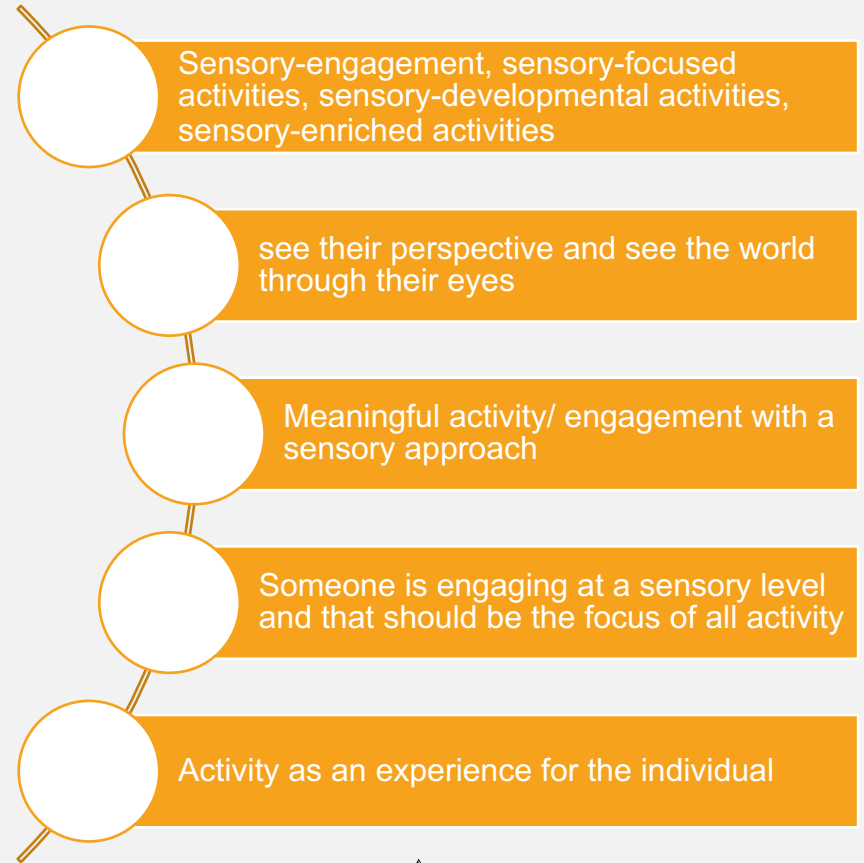 Sensory-engagement, sensory-focused
activities, sensory-developmental activities,
sensory-enriched activities
see their perspective and see the world
through their eyes
Meaningful activity/ engagement with a
sensory approach
Someone is engaging at a sensory level
and that should be the focus of all activity
Activity as an experience for the individual